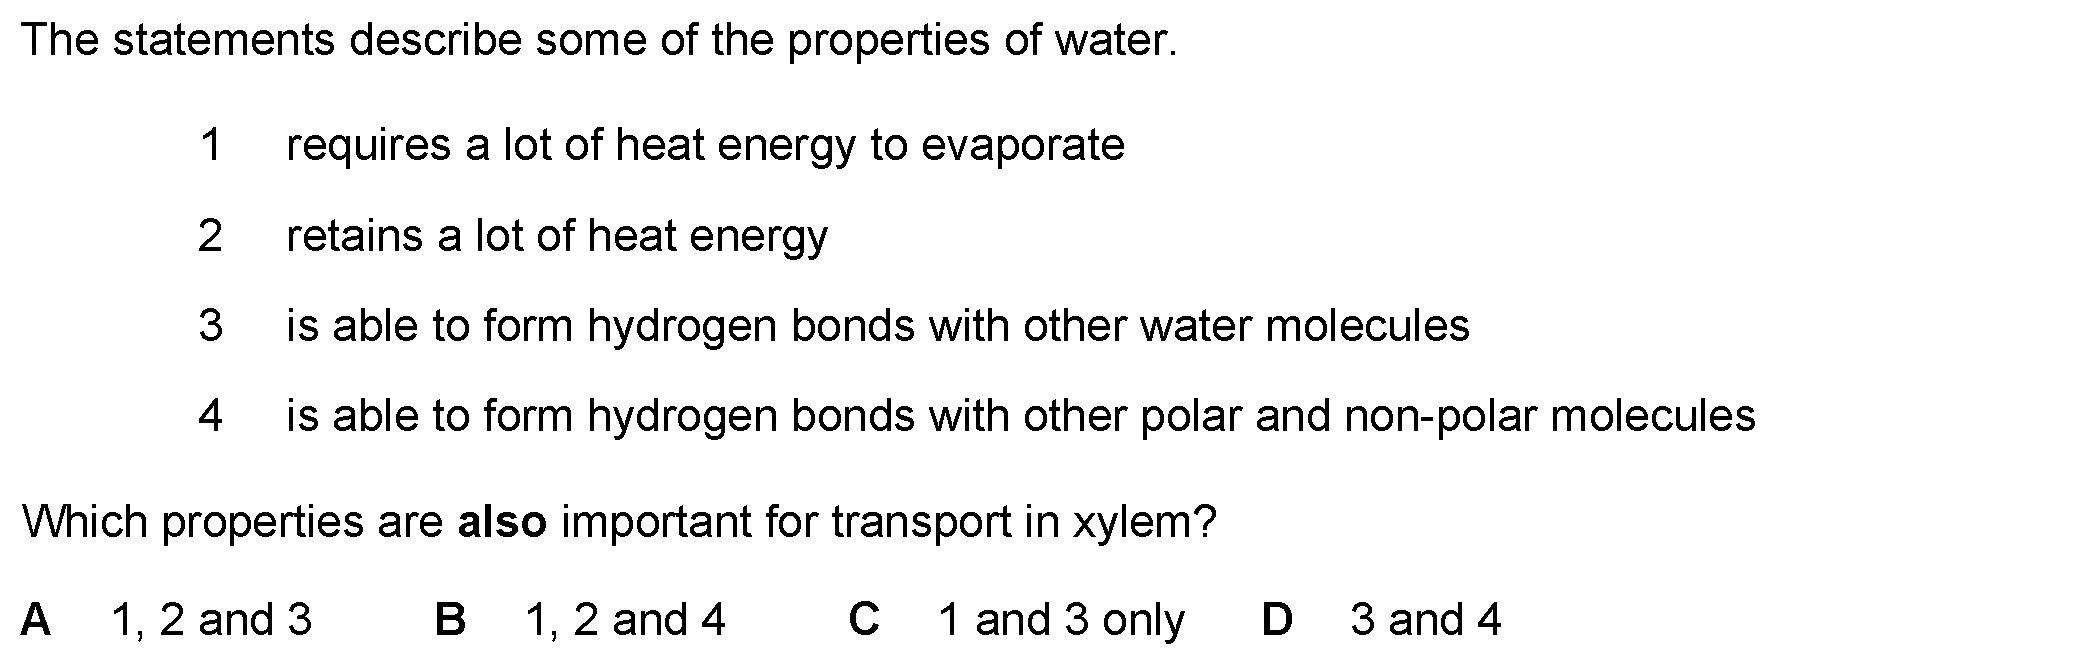 The statements describe some of the properties of water.
1 requires a lot of heat energy to evaporate
2 retains a lot of heat energy
3 is able to form hydrogen bonds with other water molecules
4 is able to form hydrogen bonds with other polar and non-polar molecules
Which properties are also important for transport in xylem?
A 1, 2 and 3 B 1, 2 and 4 C 1 and 3 only D 3 and 4